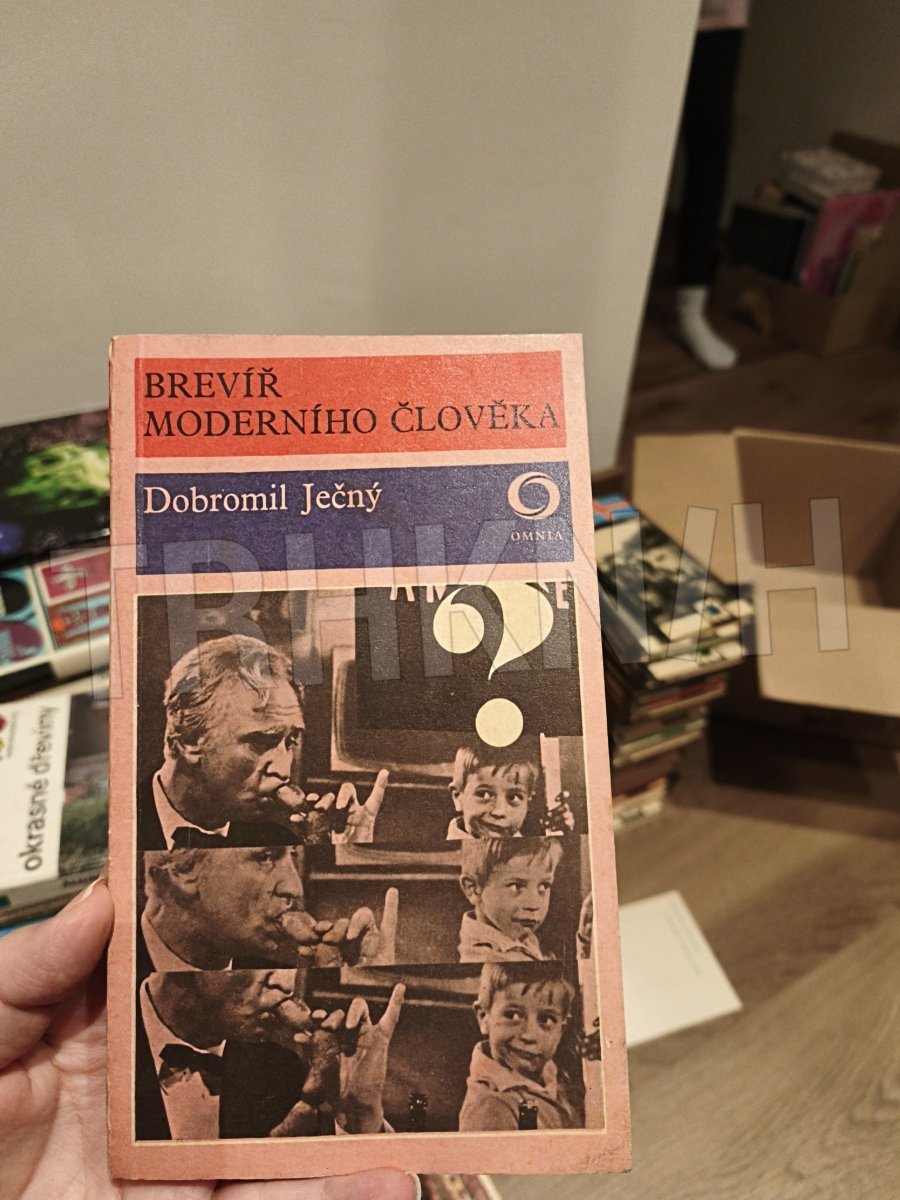 BREVÍŘ
MODERNÍHO ČLOVĚKA
Dobromil Ječný
OMNIA
?
okrasné dřeviny